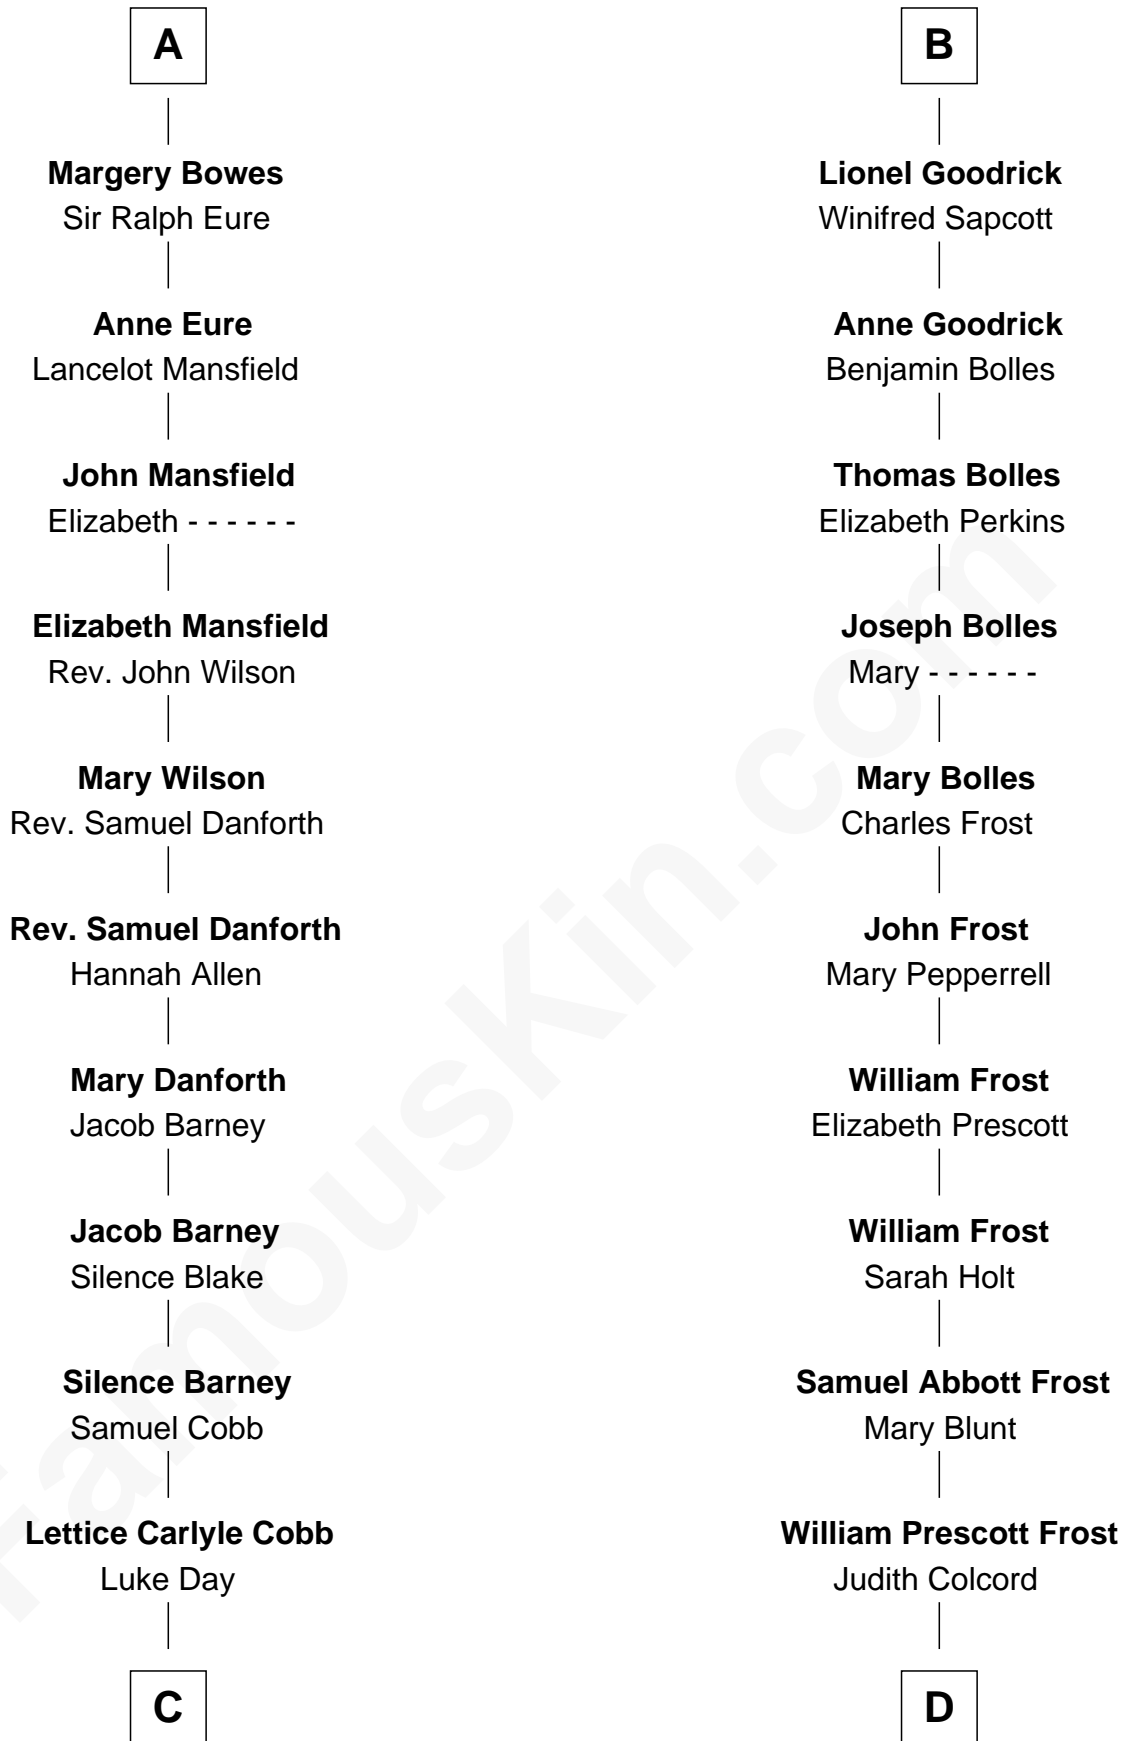 A
Margery Bowes
Sir Ralph Eure
Anne Eure
Lancelot Mansfield
John Mansfield
Elizabeth - - - - - -
Elizabeth Mansfield
Rev. John Wilson
Mary Wilson
Rev. Samuel Danforth
Rev. Samuel Danforth
Hannah Allen
Mary Danforth
Jacob Barney
Jacob Barney
Silence Blake
Silence Barney
Samuel Cobb
Lettice Carlyle Cobb
Luke Day
C
B
Lionel Goodrick
Winifred Sapcott
Anne Goodrick
Benjamin Bolles
Thomas Bolles
Elizabeth Perkins
Joseph Bolles
Mary - - - - - -
Mary Bolles
Charles Frost
John Frost
Mary Pepperrell
William Frost
Elizabeth Prescott
William Frost
Sarah Holt
Samuel Abbott Frost
Mary Blunt
William Prescott Frost
Judith Colcord
D
FamousKin.com